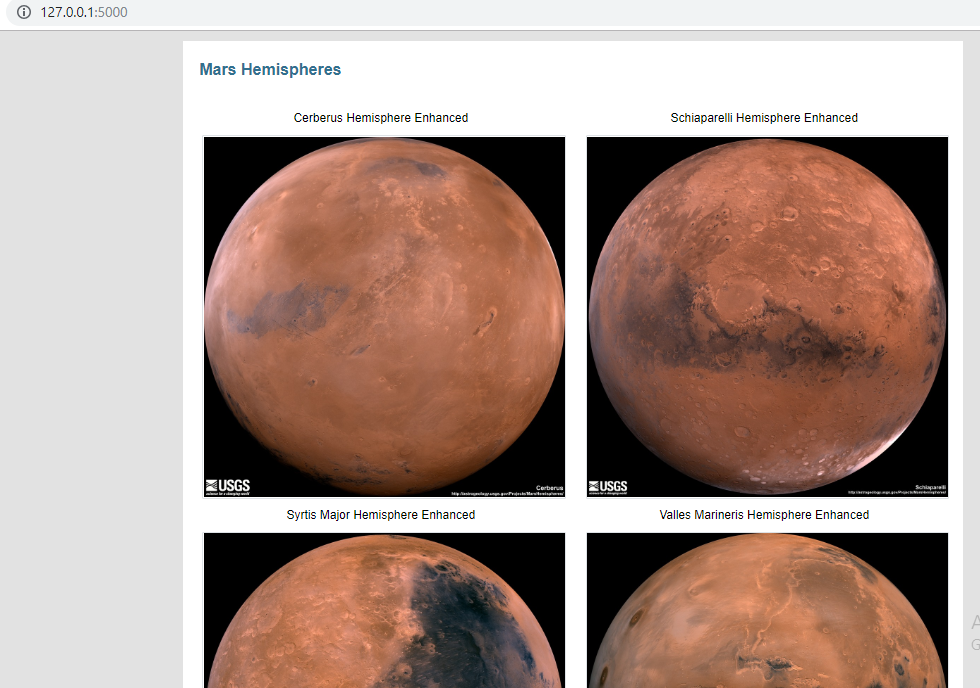 127.0.0.1:5000
Mars Hemispheres
Cerberus Hemisphere Enhanced
Schiaparelli Hemisphere Enhanced
USGS
science for a changing world
Cerberus
http://astrogeology.usgs.gov/Projects/MarsHemispheres/
USGS
science for a changing world
Schiaparelli
http://astrogeology.usgs.gov/Projects/MarsHemispheres/
Syrtis Major Hemisphere Enhanced
Valles Marineris Hemisphere Enhanced
A
G